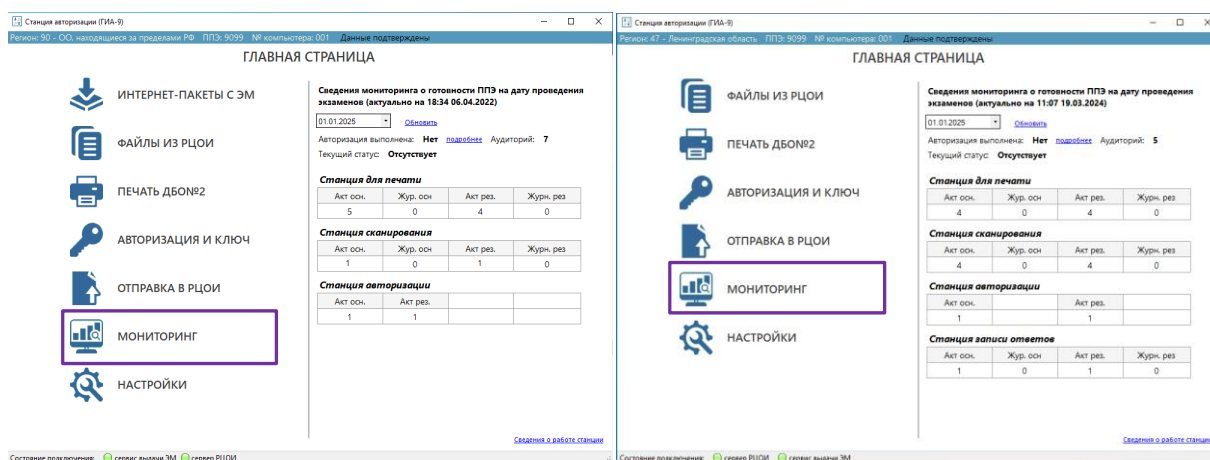 Станция авторизации (ГИА-9)
Регион: 90 - ОО, находящиеся за пределами РФ ППЭ: 9099 №º компьютера: 001 Данные подтверждены
ГЛАВНАЯ СТРАНИЦА
ИНТЕРНЕТ-ПАКЕТЫ С ЭМ
ФАЙЛЫ ИЗ РЦОИ
ПЕЧАТЬ ДБО№2
АВТОРИЗАЦИЯ И КЛЮЧ
ОТПРАВКА В РЦОИ
МОНИТОРИНГ
НАСТРОЙКИ
Сведения мониторинга о готовности ППЭ на дату проведения
экзаменов (актуально на 18:34 06.04.2022)
01.01.2025 Обновить
Авторизация выполнена: Нет подробнее Аудиторий: 7
Текущий статус: Отсутствует
Станция для печати
Акт осн. Жур. осн Акт рез. Журн. рез
5 0 4 0
Станция сканирования
Акт осн. Жур. осн Акт рез. Журн. рез
1 0 1 0
Станция авторизации
Акт осн. Акт рез.
1 1
Сведения о работе станции
Состояние подключения: сервис выдачи ЭМ сервер РЦОИ
Станция авторизации (ГИА-9)
Регион: 47 - Ленинградская область ППЭ: 9099 № компьютера: 001 Данные подтверждены
ГЛАВНАЯ СТРАНИЦА
ФАЙЛЫ ИЗ РЦОИ
ПЕЧАТЬ ДБО№2
АВТОРИЗАЦИЯ И КЛЮЧ
ОТПРАВКА В РЦОИ
МОНИТОРИНГ
НАСТРОЙКИ
Сведения мониторинга о готовности ППЭ на дату проведения
экзаменов (актуально на 11:07 19.03.2024)
01.01.2025 Обновить
Авторизация выполнена: Нет подробнее Аудиторий: 5
Текущий статус: Отсутствует
Станция для печати
Акт осн. Жур. осн Акт рез. Журн. рез
4 0 4 0
Станция сканирования
Акт осн. Жур. осн Акт рез. Журн. рез
4 0 4 0
Станция авторизации
Акт осн. Акт рез.
1 1
Станция записи ответов
Акт осн. Жур. осн Акт рез. Журн. рез
1 0 1 0
Сведения о работе станции
Состояние подключения: сервер РЦОИ сервис выдачи ЭМ